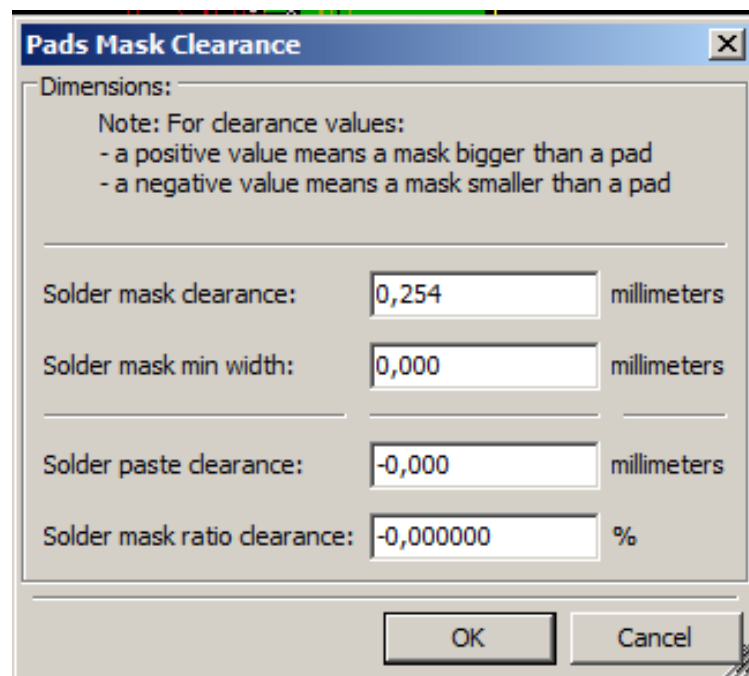 Pads Mask Clearance
Dimensions:
Note: For clearance values:
- a positive value means a mask bigger than a pad
- a negative value means a mask smaller than a pad
Solder mask clearance: 0,254 millimeters
Solder mask min width: 0,000 millimeters
Solder paste clearance: -0,000 millimeters
Solder mask ratio clearance: -0,000000 %
OK Cancel